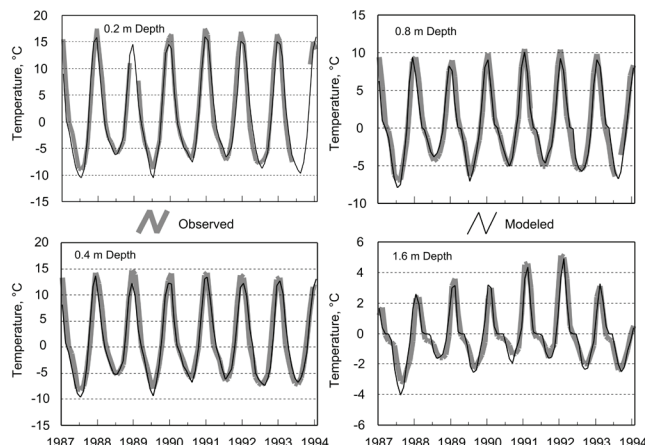 0.2 m Depth
Temperature, °C
20
15
10
5
0
-5
-10
-15
0.8 m Depth
Temperature, °C
15
10
5
0
-5
-10
Observed
Modeled
0.4 m Depth
Temperature, °C
20
15
10
5
0
-5
-10
-15
1987 1988 1989 1990 1991 1992 1993 1994
1.6 m Depth
Temperature, °C
6
4
2
0
-2
-4
-6
1987 1988 1989 1990 1991 1992 1993 1994